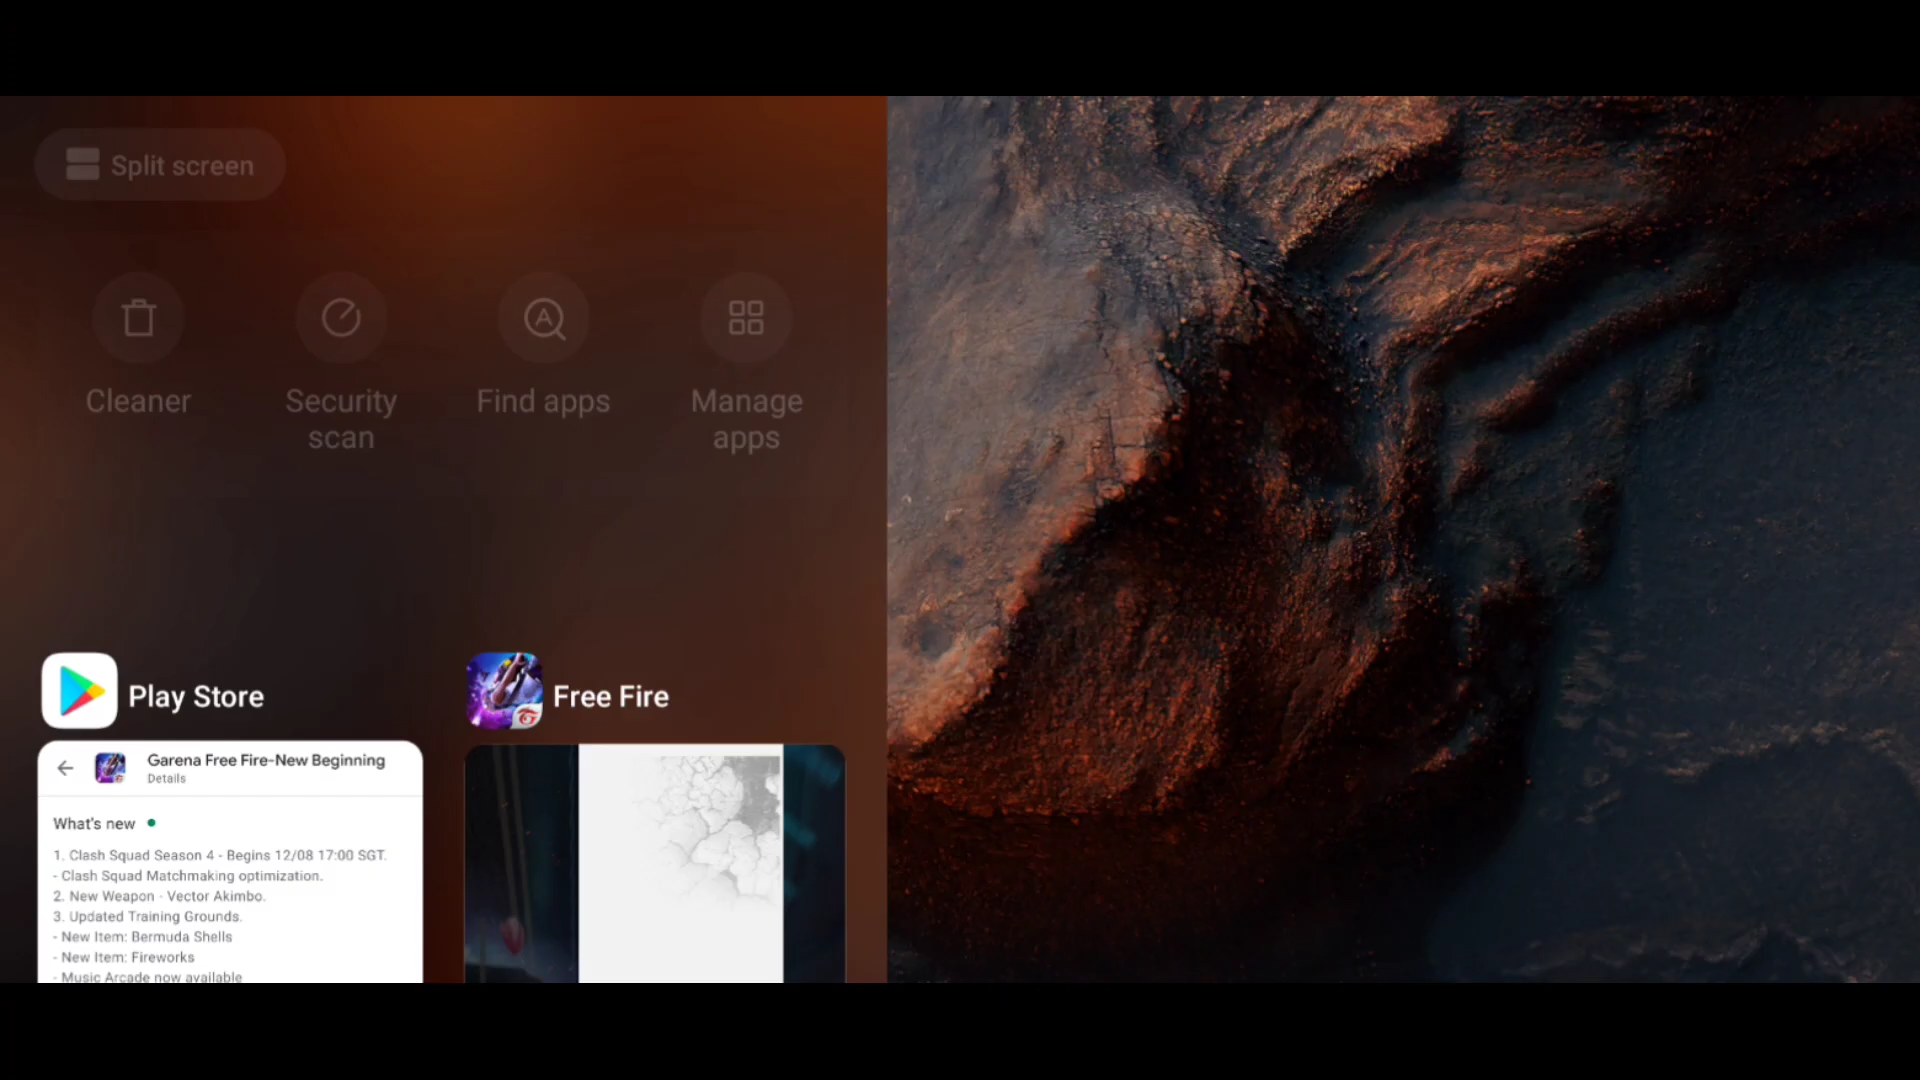 Split screen
Cleaner
Security scan
Find apps
Manage apps
Play Store
Free Fire
Garena Free Fire-New Beginning
Details
What's new
1. Clash Squad Season 4 - Begins 12/08 17:00 SGT.
- Clash Squad Matchmaking optimization.
2. New Weapon - Vector Akimbo.
3. Updated Training Grounds.
- New Item: Bermuda Shells
- New Item: Fireworks
- Music Arcade now available